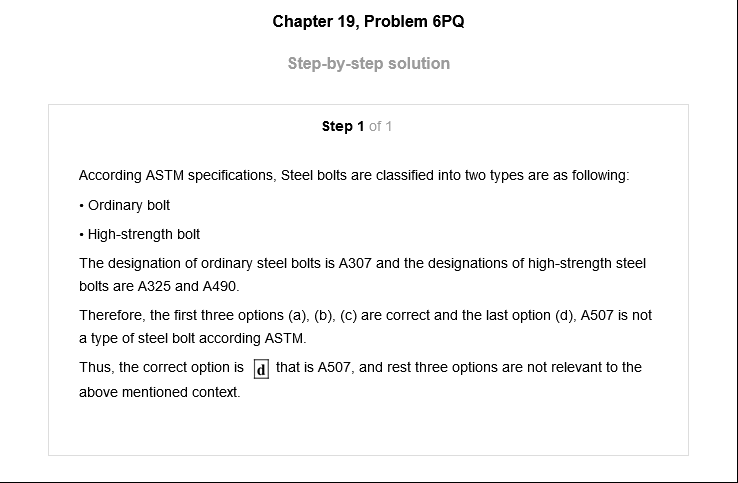 Chapter 19, Problem 6PQ
Step-by-step solution
Step 1 of 1
According ASTM specifications, Steel bolts are classified into two types are as following:
• Ordinary bolt
• High-strength bolt
The designation of ordinary steel bolts is A307 and the designations of high-strength steel
bolts are A325 and A490.
Therefore, the first three options (a), (b), (c) are correct and the last option (d), A507 is not
a type of steel bolt according ASTM.
Thus, the correct option is d that is A507, and rest three options are not relevant to the
above mentioned context.